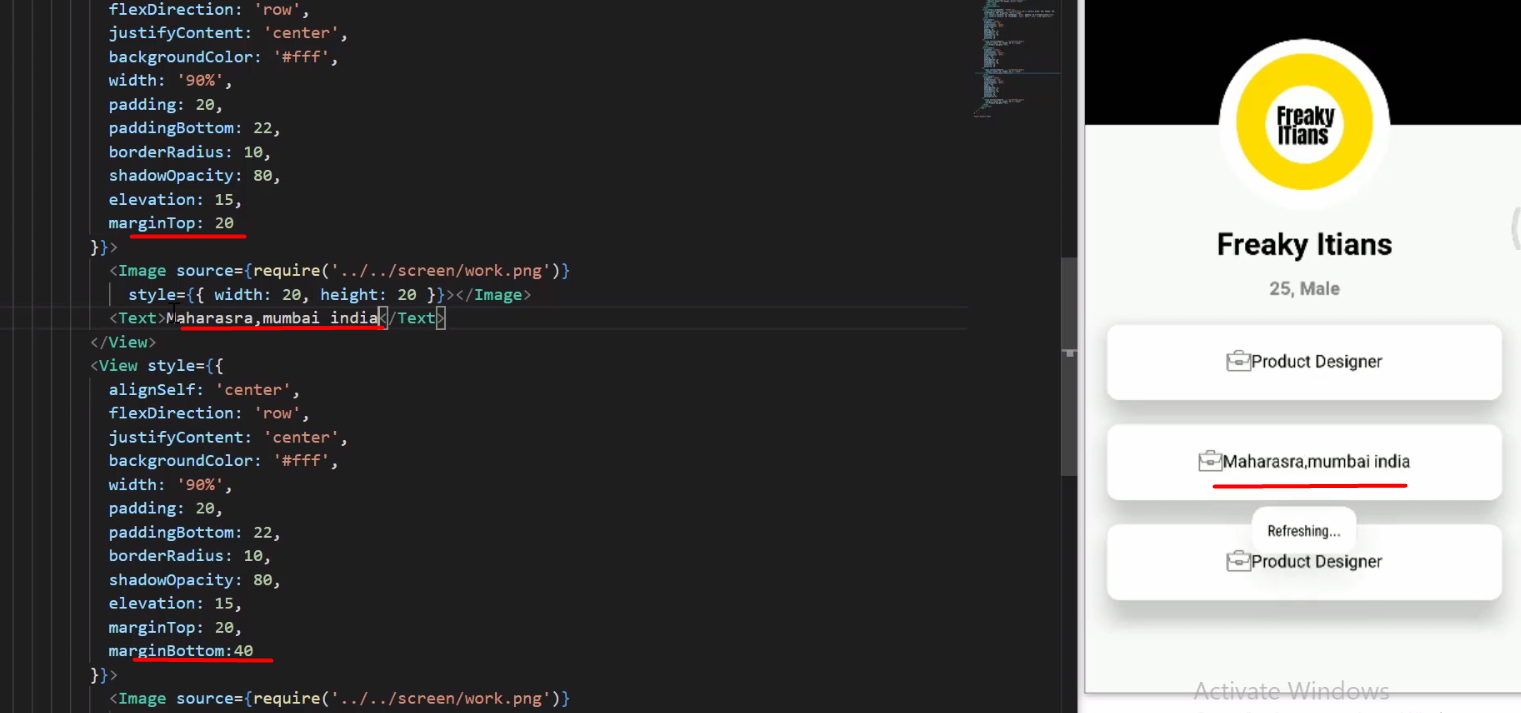 flexDirection: 'row',
justifyContent: 'center',
backgroundColor: '#fff',
width: '90%',
padding: 20,
paddingBottom: 22,
borderRadius: 10,
shadowOpacity: 80,
elevation: 15,
marginTop: 20
}}>
<Image source={require('../../screen/work.png')}
style={{ width: 20, height: 20 }}></Image>
<Text>Maharasra,mumbai india</Text>
</View>
<View style={{
alignSelf: 'center',
flexDirection: 'row',
justifyContent: 'center',
backgroundColor: '#fff',
width: '90%',
padding: 20,
paddingBottom: 22,
borderRadius: 10,
shadowOpacity: 80,
elevation: 15,
marginTop: 20,
marginBottom:40
}}>
<Image source={require('../../screen/work.png')}
Freaky
ITians
Freaky Itians
25, Male
Product Designer
Maharasra,mumbai india
Refreshing...
Product Designer
Activate Windows